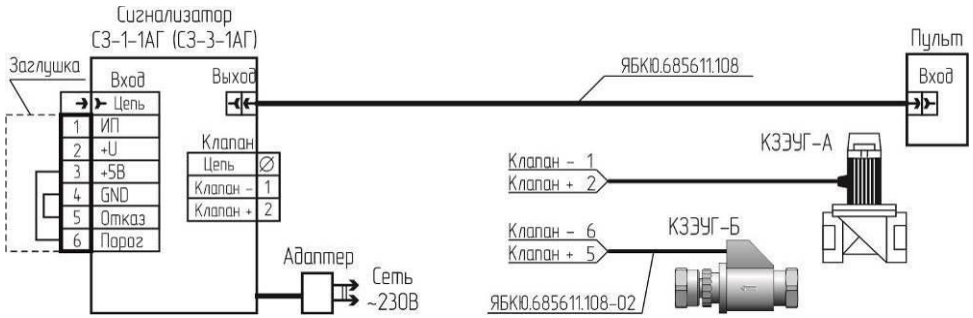 Сигнализатор
СЗ-1-1АГ (СЗ-3-1АГ)
Заглушка
Вход
Цепь
1 ИП
2 +U
3 +5В
4 GND
5 Отказ
6 Порог
Выход
Клапан
Цепь Ø
Клапан - 1
Клапан + 2
Адаптер
Сеть
~230В
ЯБКЮ.685611.108
Пульт
Вход
КЗЭУГ-А
Клапан - 1
Клапан + 2
КЗЭУГ-Б
Клапан - 6
Клапан + 5
ЯБКЮ.685611.108-02